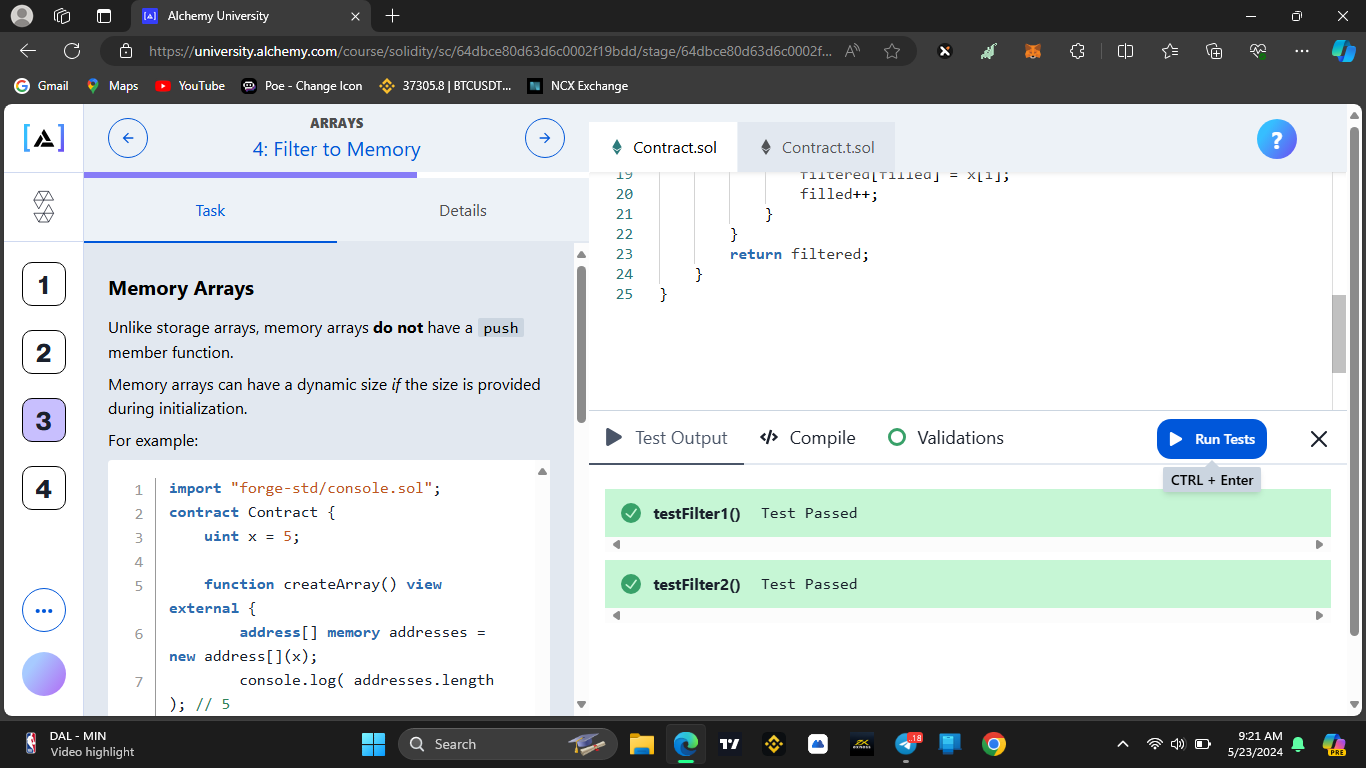 Alchemy University
https://university.alchemy.com/course/solidity/sc/64dbce80d63d6c0002f19bdd/stage/64dbce80d63d6c0002f...
Gmail
Maps
YouTube
Poe - Change Icon
37305.8 | BTCUSDT...
NCX Exchange
ARRAYS
4: Filter to Memory
Task
Details
1
2
3
4
Memory Arrays
Unlike storage arrays, memory arrays do not have a push
member function.
Memory arrays can have a dynamic size if the size is provided
during initialization.
For example:
1 import "forge-std/console.sol";
2 contract Contract {
3 uint x = 5;
4
5 function createArray() view
external {
6 address[] memory addresses =
new address[](x);
7 console.log( addresses.length
); // 5
Contract.sol
Contract.t.sol
?
19 filtered[filled] = x[i];
20 filled++;
21 }
22 }
23 return filtered;
24 }
25 }
Test Output
Compile
Validations
Run Tests
CTRL + Enter
testFilter1() Test Passed
testFilter2() Test Passed
DAL - MIN
Video highlight
Search
18
9:21 AM
5/23/2024
PRE